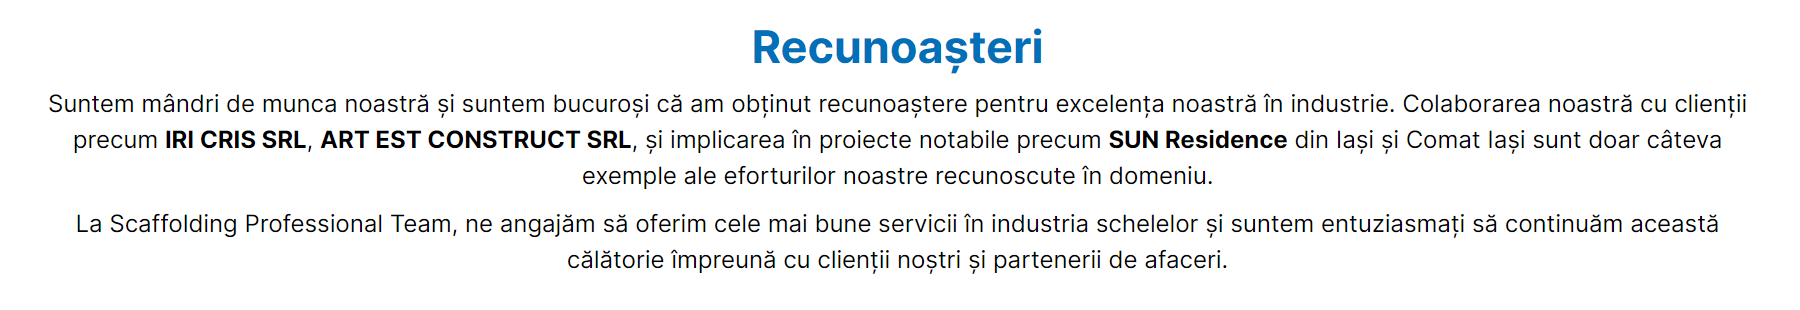 Recunoașteri
Suntem mândri de munca noastră și suntem bucuroși că am obținut recunoaștere pentru excelența noastră în industrie. Colaborarea noastră cu clienții
precum IRI CRIS SRL, ART EST CONSTRUCT SRL, și implicarea în proiecte notabile precum SUN Residence din Iași și Comat Iași sunt doar câteva
exemple ale eforturilor noastre recunoscute în domeniu.
La Scaffolding Professional Team, ne angajăm să oferim cele mai bune servicii în industria schelelor și suntem entuziasmați să continuăm această
călătorie împreună cu clienții noștri și partenerii de afaceri.